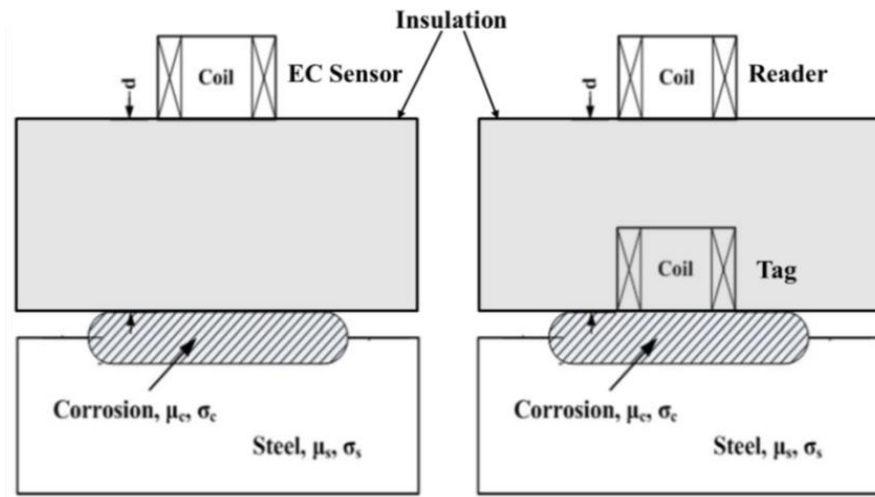 Insulation
Coil
EC Sensor
d
Corrosion, μc, σc
Steel, μs, σs
Coil
Reader
d
Coil
Tag
Corrosion, μc, σc
Steel, μs, σs